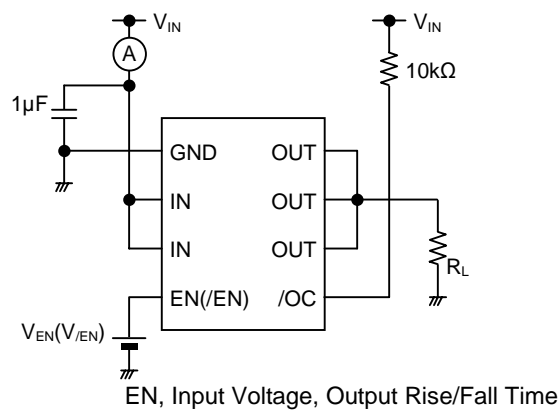 V_IN
V_IN
A
10kΩ
1µF
GND
OUT
IN
OUT
IN
OUT
R_L
EN(/EN)
/OC
V_EN(V_/EN)
EN, Input Voltage, Output Rise/Fall Time